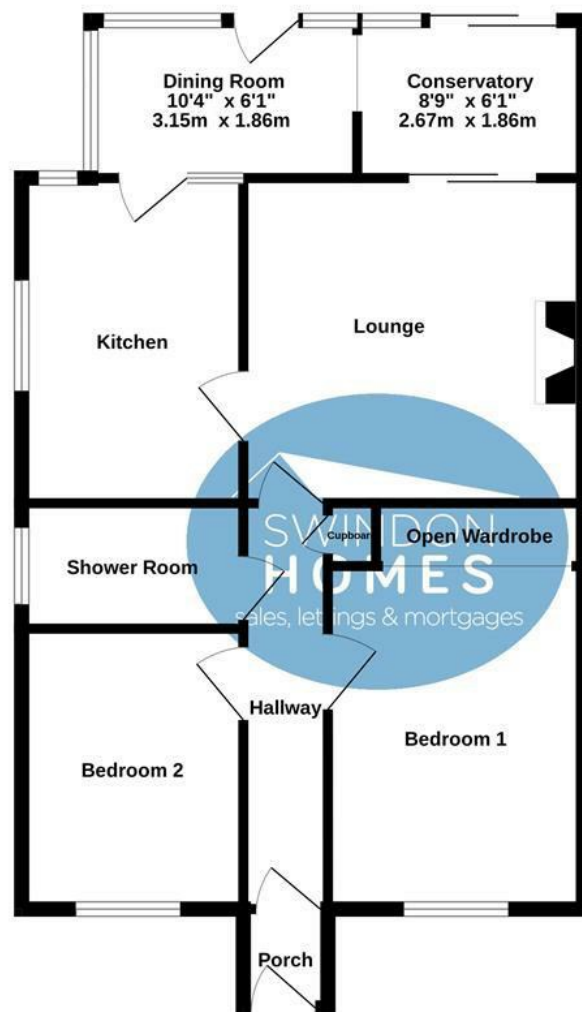 Dining Room
10'4" x 6'1"
3.15m x 1.86m
Conservatory
8'9" x 6'1"
2.67m x 1.86m
Kitchen
Lounge
SWINDON
HOMES
sales, lettings & mortgages
Cupboar
Open Wardrobe
Shower Room
Hallway
Bedroom 1
Bedroom 2
Porch